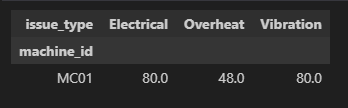 issue_type Electrical Overheat Vibration
machine_id
MC01 80.0 48.0 80.0